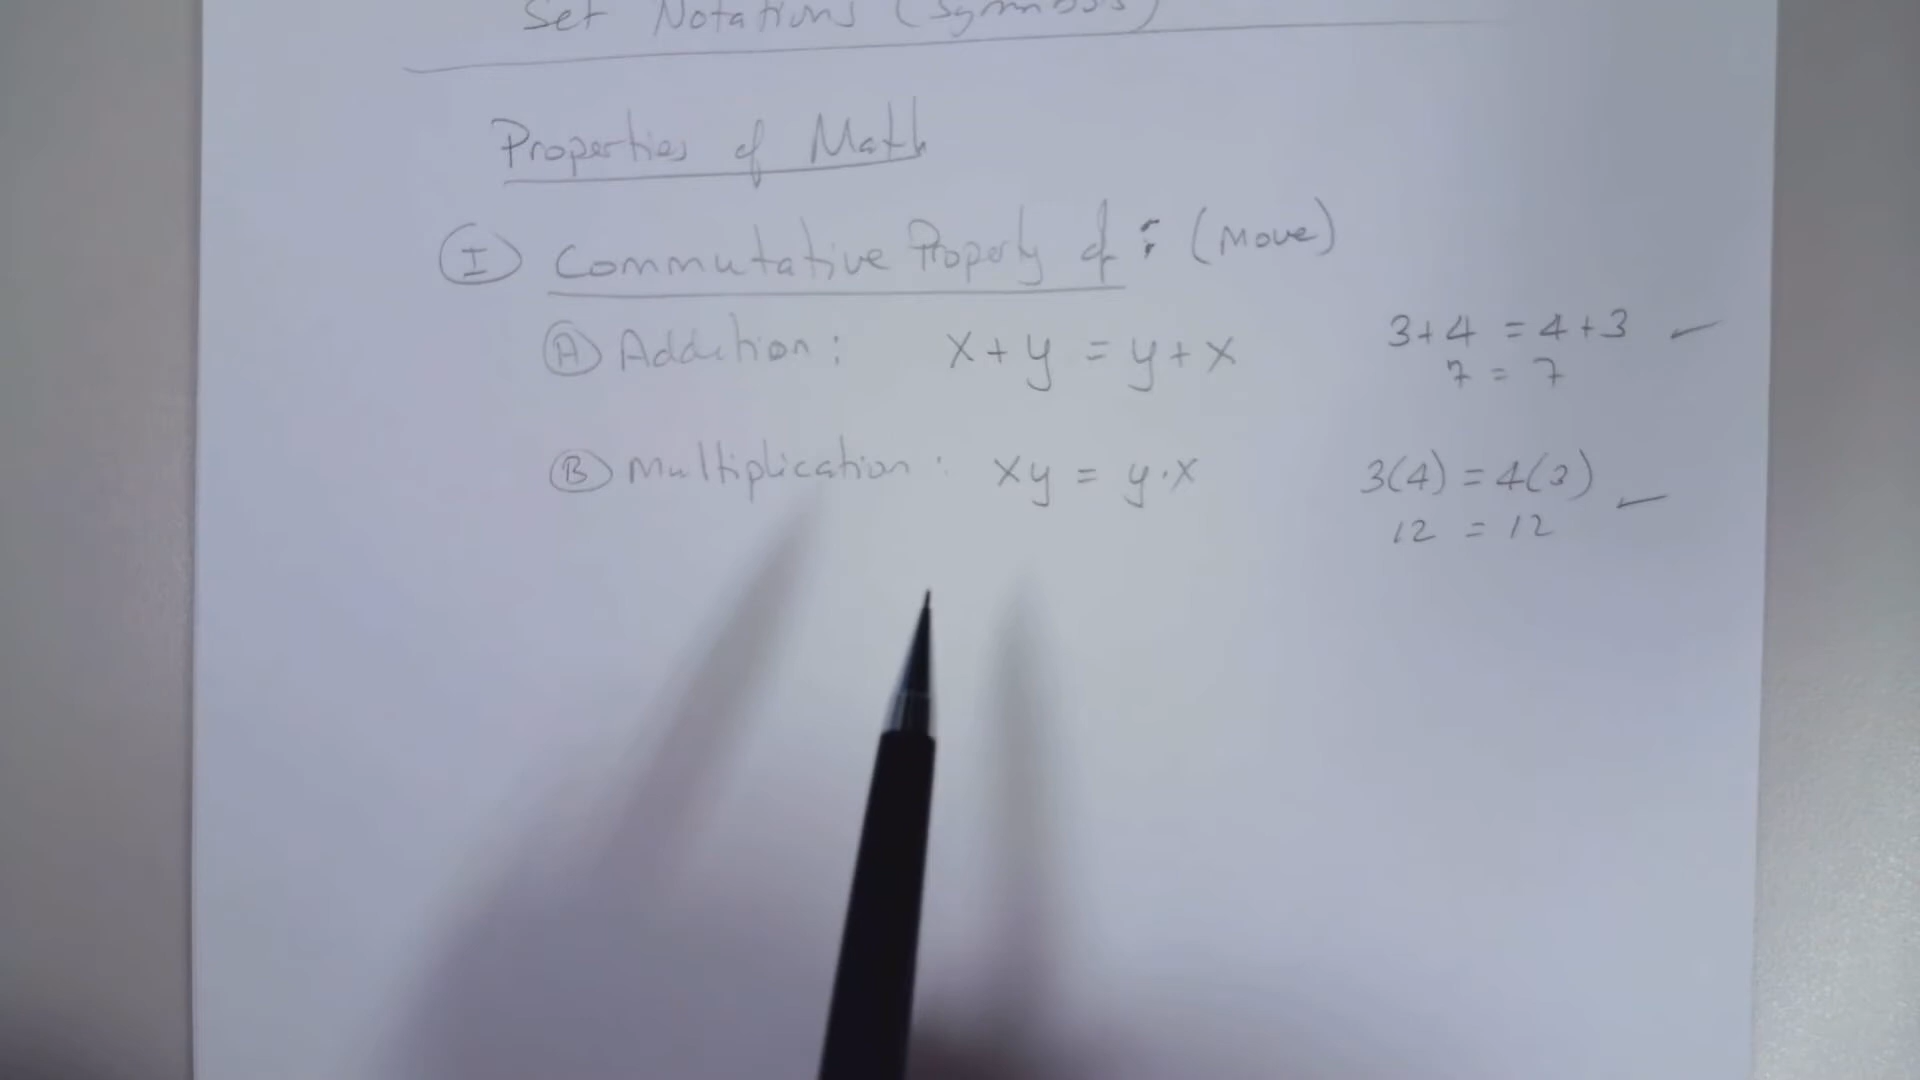 Set Notations (Symbols)
Properties of Math
I Commutative Property of : (Move)
A Addition : x + y = y + x 3 + 4 = 4 + 3
7 = 7
B Multiplication : xy = y · x 3(4) = 4(3)
12 = 12